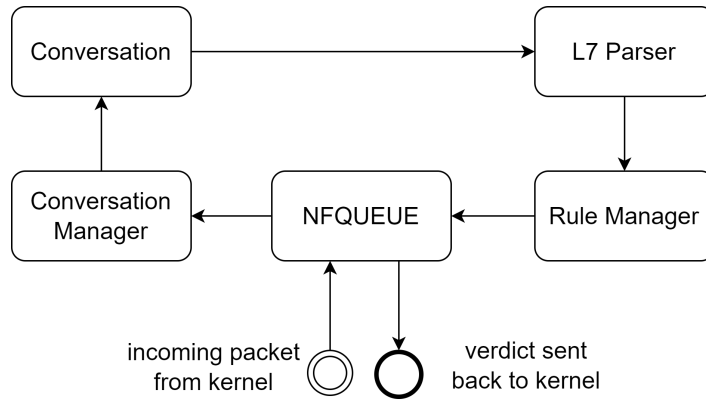 Conversation
L7 Parser
Conversation
Manager
NFQUEUE
Rule Manager
incoming packet
from kernel
verdict sent
back to kernel